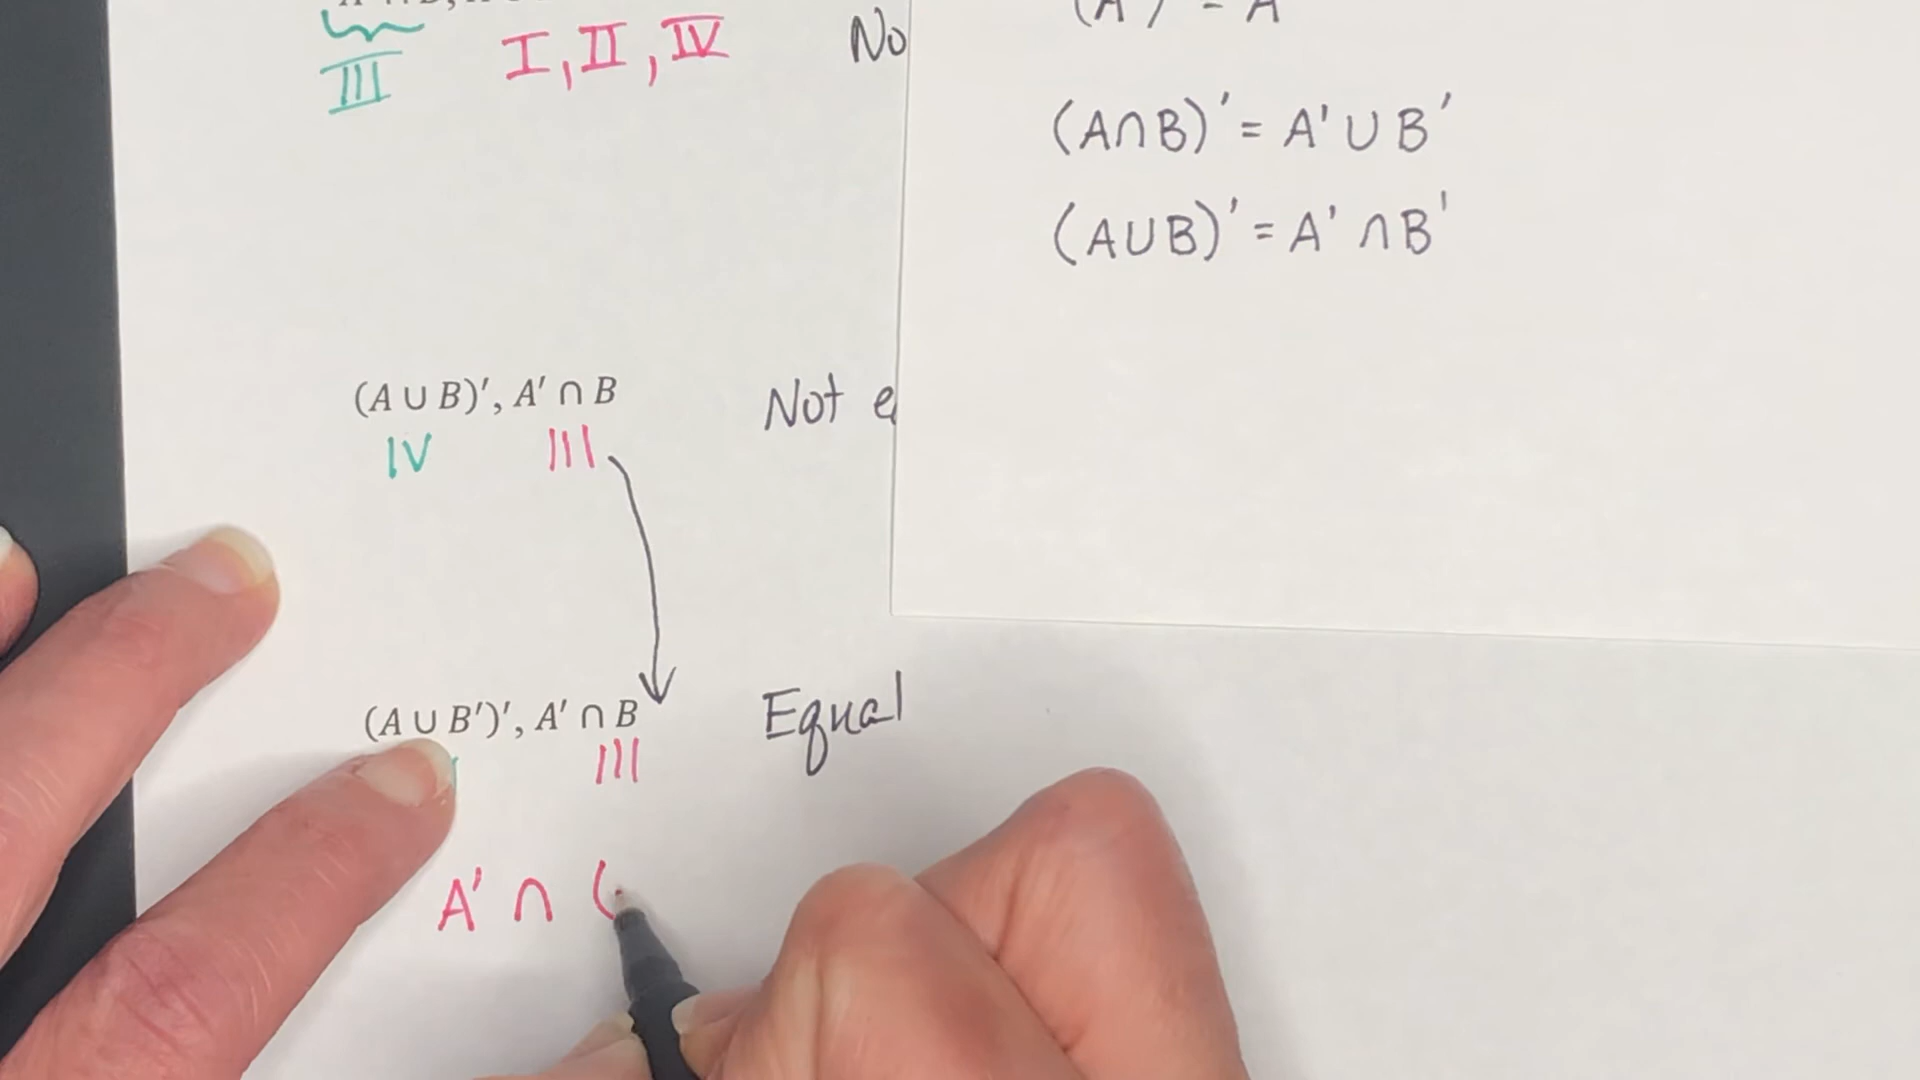 III I, II, IV No
(A∩B)' = A'∪B'
(A∪B)' = A'∩B'
(A ∪ B)', A' ∩ B Not e
IV III
(A ∪ B')', A' ∩ B Equal
III
A' ∩ (